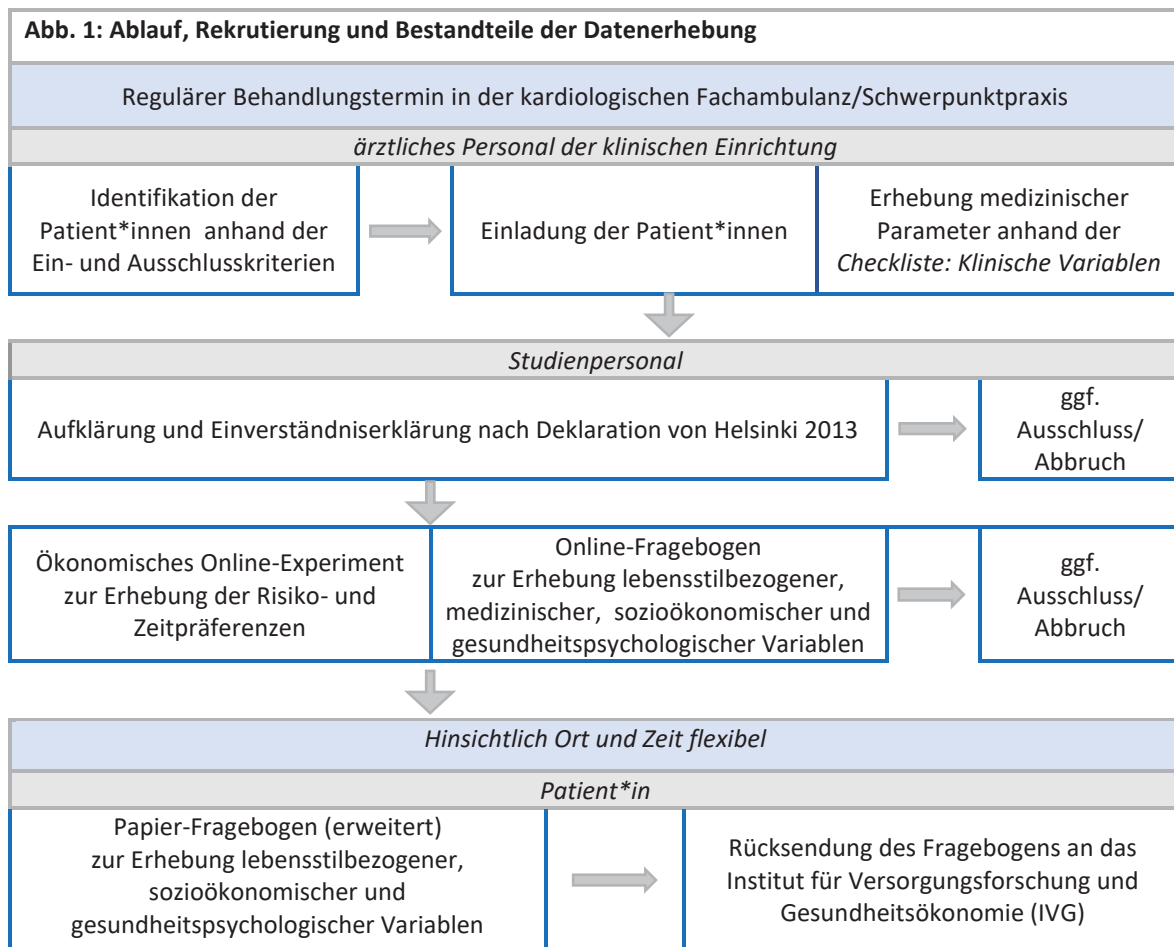 Abb. 1: Ablauf, Rekrutierung und Bestandteile der Datenerhebung
Regulärer Behandlungstermin in der kardiologischen Fachambulanz/Schwerpunktpraxis
ärztliches Personal der klinischen Einrichtung
Identifikation der
Patient*innen anhand der
Ein- und Ausschlusskriterien
Einladung der Patient*innen
Erhebung medizinischer
Parameter anhand der
Checkliste: Klinische Variablen
Studienpersonal
Aufklärung und Einverständniserklärung nach Deklaration von Helsinki 2013
ggf.
Ausschluss/
Abbruch
Ökonomisches Online-Experiment
zur Erhebung der Risiko- und
Zeitpräferenzen
Online-Fragebogen
zur Erhebung lebensstilbezogener,
medizinischer, sozioökonomischer und
gesundheitspsychologischer Variablen
ggf.
Ausschluss/
Abbruch
Hinsichtlich Ort und Zeit flexibel
Patient*in
Papier-Fragebogen (erweitert)
zur Erhebung lebensstilbezogener,
sozioökonomischer und
gesundheitspsychologischer Variablen
Rücksendung des Fragebogens an das
Institut für Versorgungsforschung und
Gesundheitsökonomie (IVG)